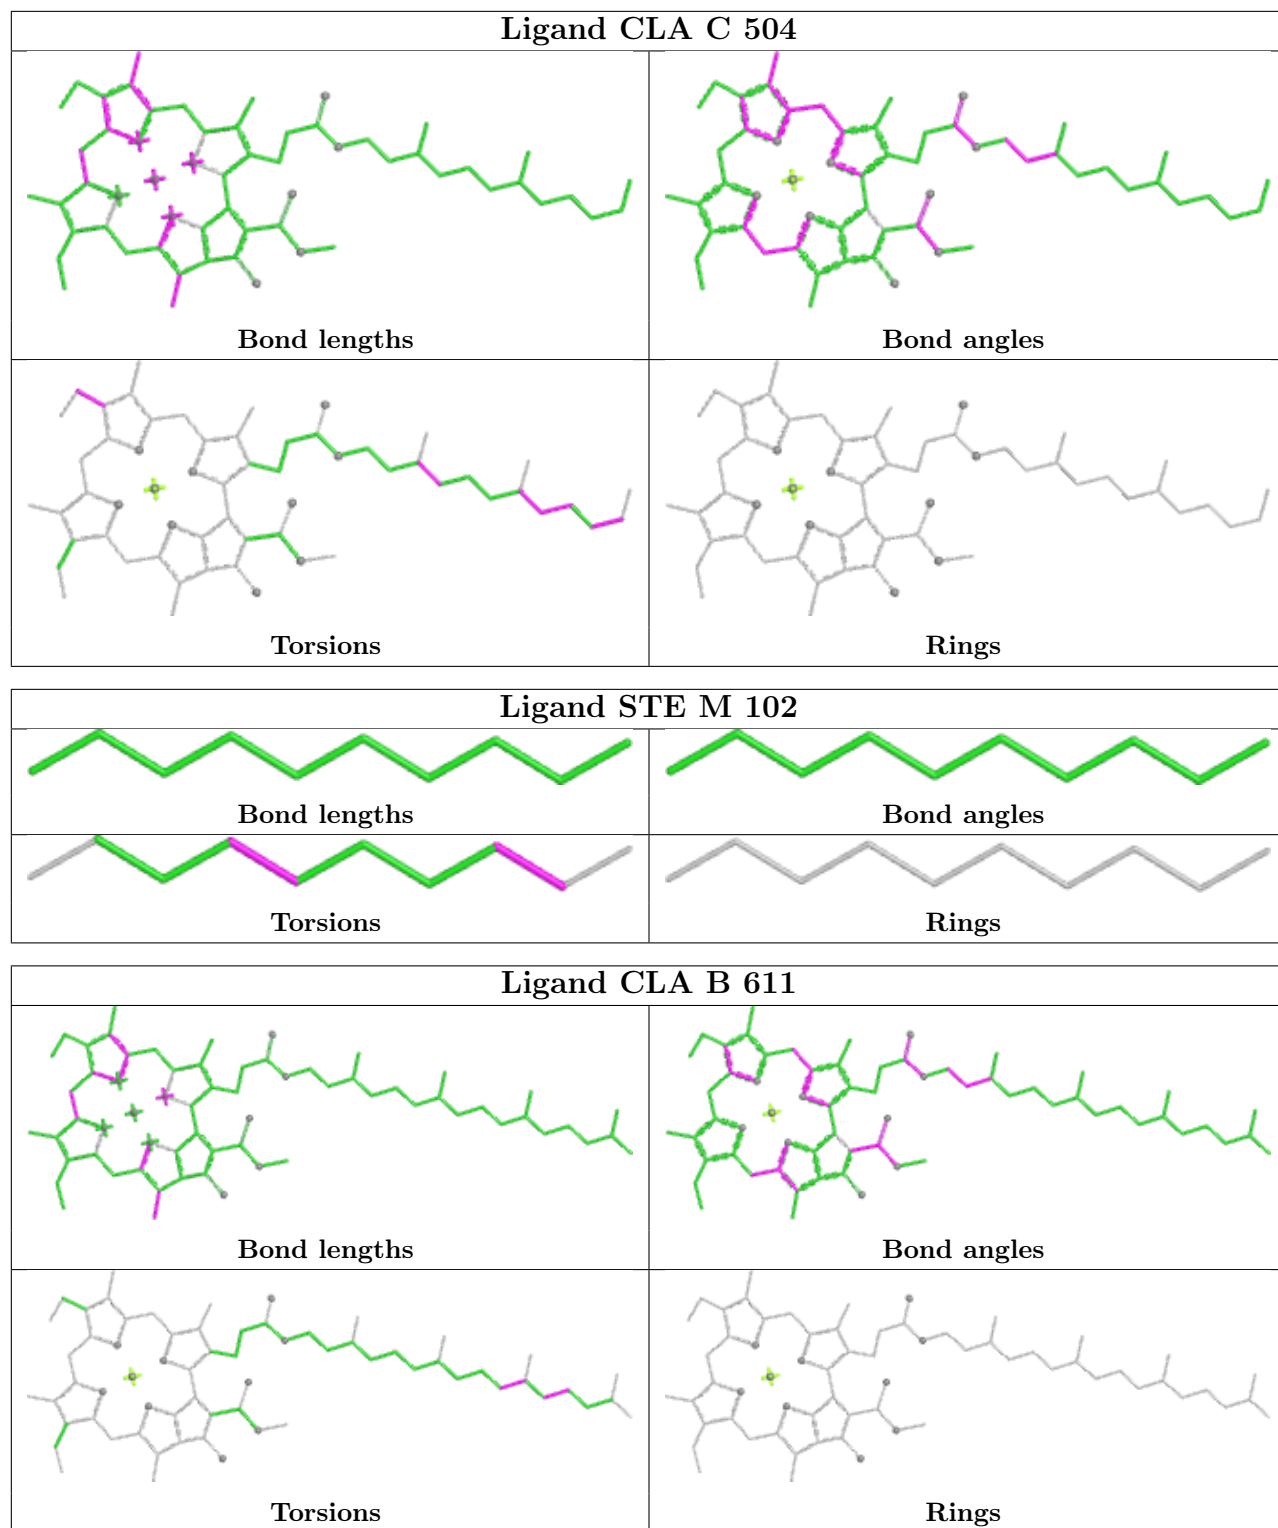 Ligand CLA C 504
Bond lengths
Bond angles
Torsions
Rings
Ligand STE M 102
Bond lengths
Bond angles
Torsions
Rings
Ligand CLA B 611
Bond lengths
Bond angles
Torsions
Rings